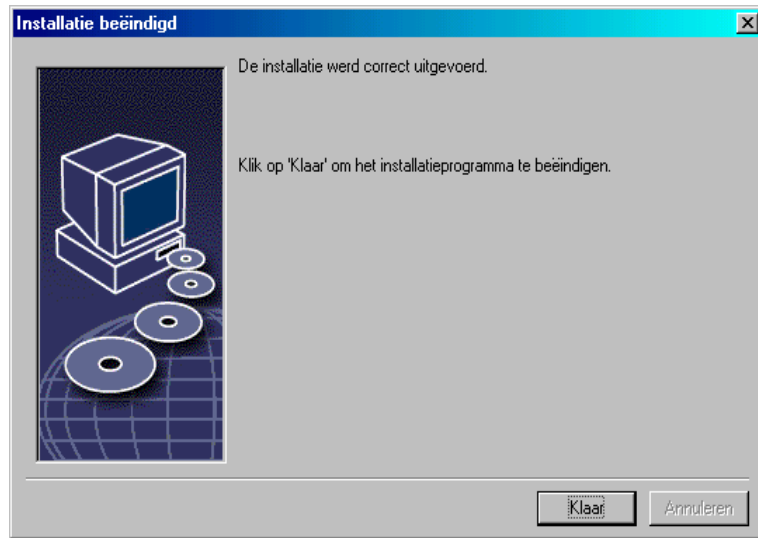 Installatie beëindigd
De installatie werd correct uitgevoerd.
Klik op 'Klaar' om het installatieprogramma te beëindigen.
Klaar
Annuleren